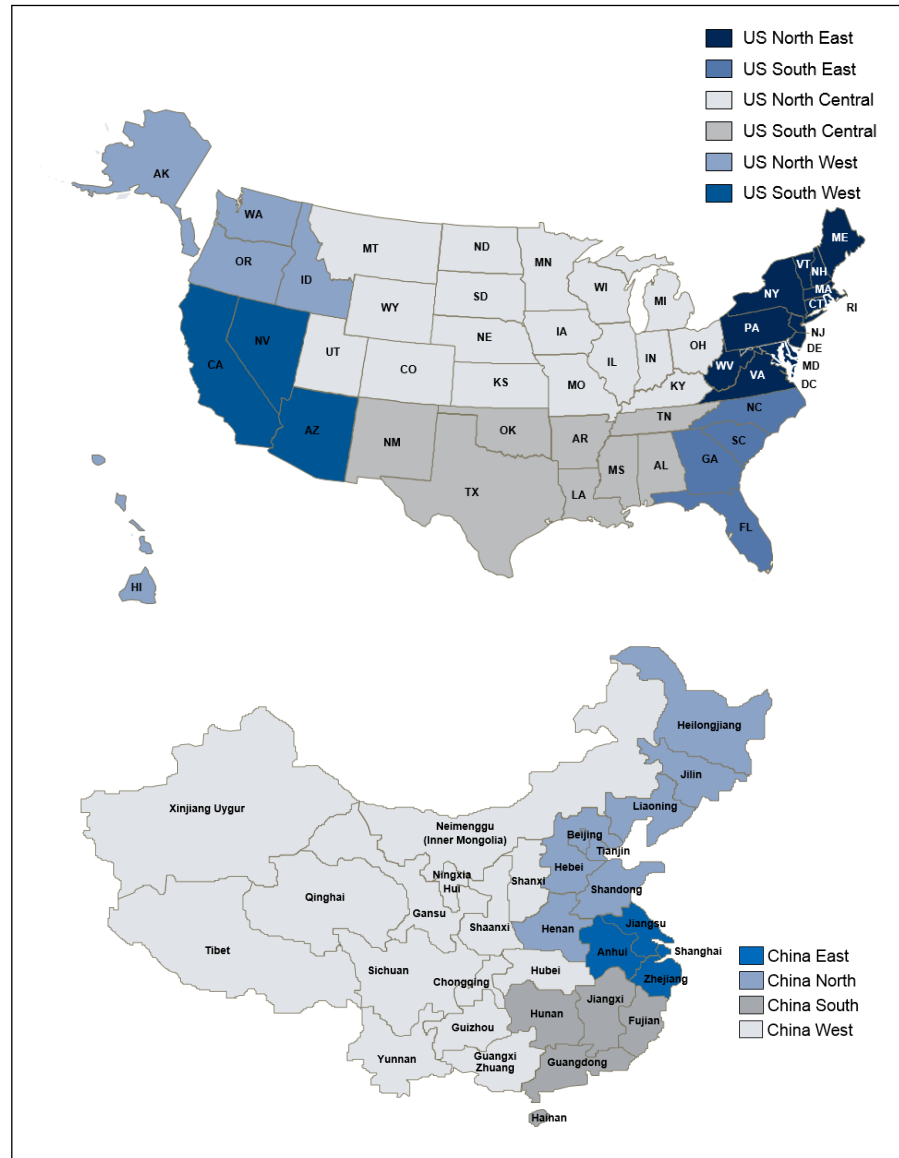 US North East
US South East
US North Central
US South Central
US North West
US South West
AK
WA
OR
ID
MT
ND
MN
WY
SD
WI
MI
NE
IA
NV
UT
CO
KS
IL
IN
OH
MO
KY
CA
AZ
NM
OK
AR
TN
TX
LA
MS
AL
GA
SC
NC
FL
ME
VT
NH
NY
MA
CT
RI
PA
NJ
DE
MD
DC
WV
VA
HI
Heilongjiang
Jilin
Liaoning
Xinjiang Uygur
Neimenggu
(Inner Mongolia)
Beijing
Tianjin
Hebei
Ningxia
Hui
Shanxi
Shandong
Qinghai
Gansu
Shaanxi
Henan
Jiangsu
Anhui
Shanghai
Tibet
Sichuan
Chongqing
Hubei
Zhejiang
Hunan
Jiangxi
Fujian
Guizhou
Yunnan
Guangxi
Zhuang
Guangdong
Hainan
China East
China North
China South
China West